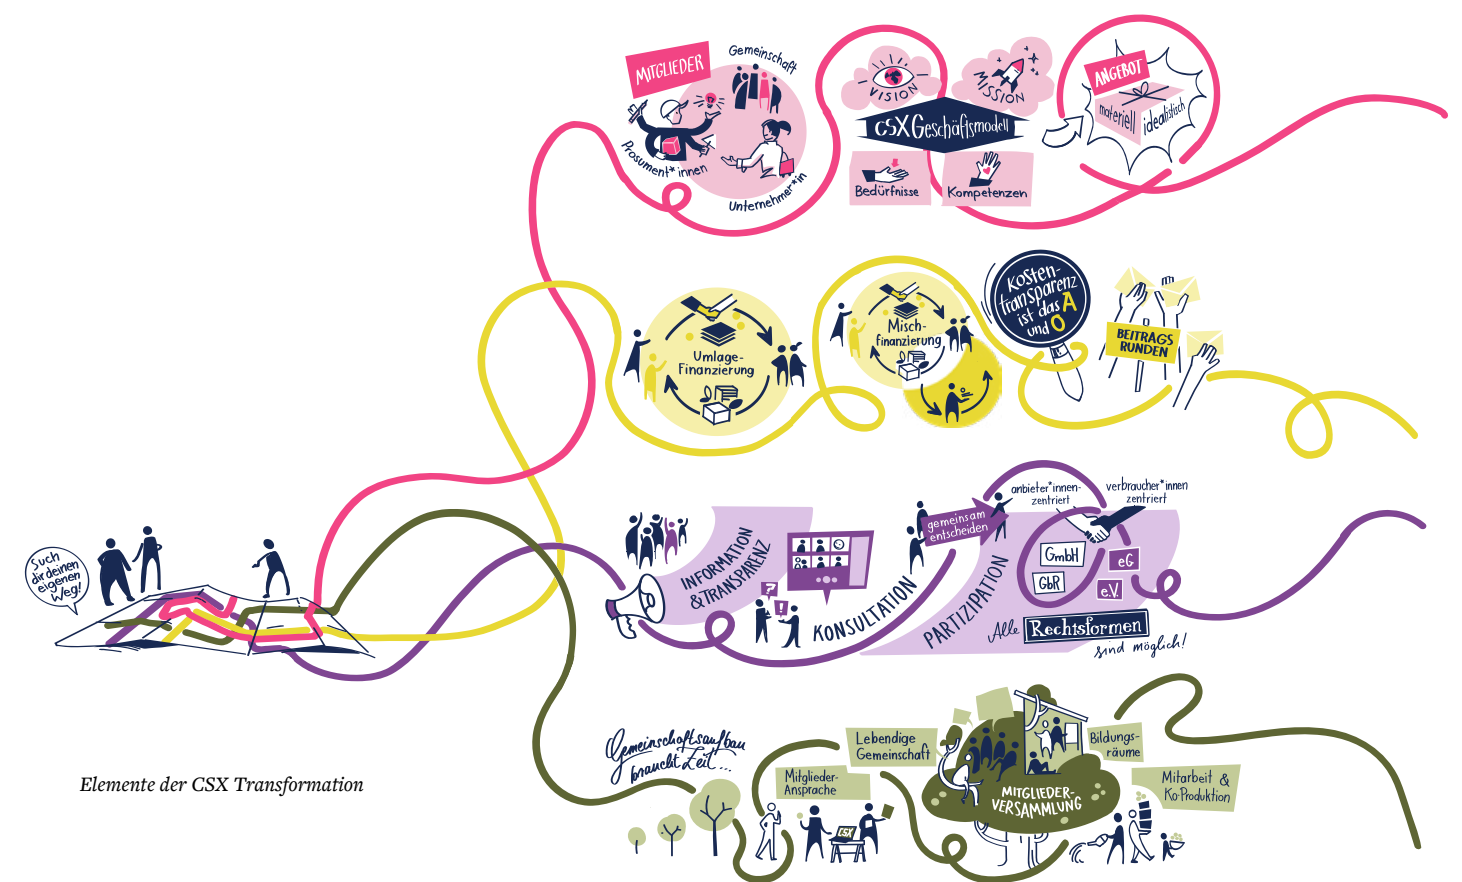 MITGLIEDER
Gemeinschaft
Prosument*innen
Unternehmer*in
VISION
MISSION
CSX Geschäftsmodell
Bedürfnisse
Kompetenzen
ANGEBOT
materiell
idealistisch
Umlage-
Finanzierung
Misch-
finanzierung
Kosten-
transparenz
ist das A
und O
BEITRAGS
RUNDEN
Such
dir deinen
eigenen
Weg!
INFORMATION
& TRANSPARENZ
?
!
KONSULTATION
gemeinsam
entscheiden
PARTIZIPATION
anbieter*innen-
zentriert
verbraucher*innen
zentriert
GmbH
GbR
eG
e.V.
Alle Rechtsformen
sind möglich!
Gemeinschaftsaufbau
braucht Zeit...
Mitglieder-
Ansprache
CSX
Lebendige
Gemeinschaft
MITGLIEDER-
VERSAMMLUNG
Bildungs-
räume
Mitarbeit &
Ko-Produktion
Elemente der CSX Transformation